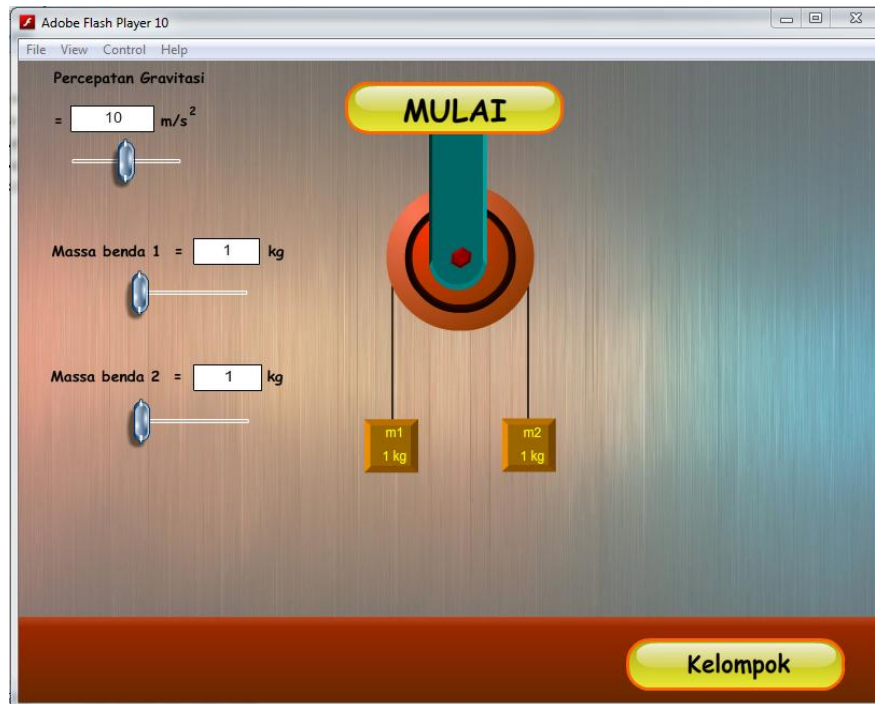 Adobe Flash Player 10
File View Control Help
Percepatan Gravitasi
= 10 m/s²
MULAI
Massa benda 1 = 1 kg
Massa benda 2 = 1 kg
m1
1 kg
m2
1 kg
Kelompok